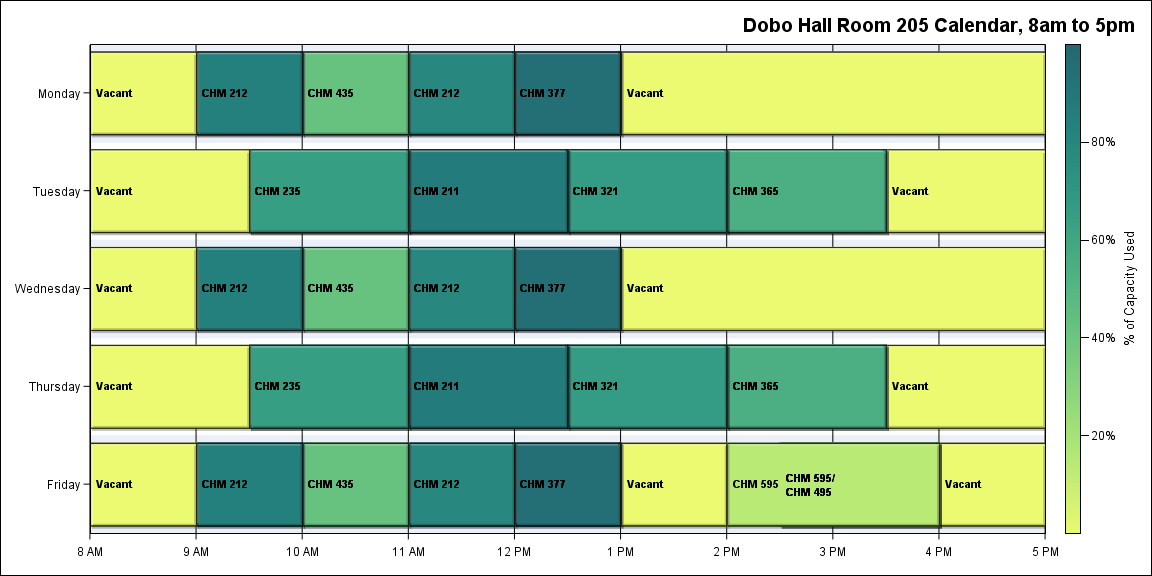 Dobo Hall Room 205 Calendar, 8am to 5pm
Monday
Vacant
CHM 212
CHM 435
CHM 212
CHM 377
Vacant
Tuesday
Vacant
CHM 235
CHM 211
CHM 321
CHM 365
Vacant
Wednesday
Vacant
CHM 212
CHM 435
CHM 212
CHM 377
Vacant
Thursday
Vacant
CHM 235
CHM 211
CHM 321
CHM 365
Vacant
Friday
Vacant
CHM 212
CHM 435
CHM 212
CHM 377
Vacant
CHM 595
CHM 595/
CHM 495
Vacant
8 AM
9 AM
10 AM
11 AM
12 PM
1 PM
2 PM
3 PM
4 PM
5 PM
80%
60%
40%
20%
% of Capacity Used